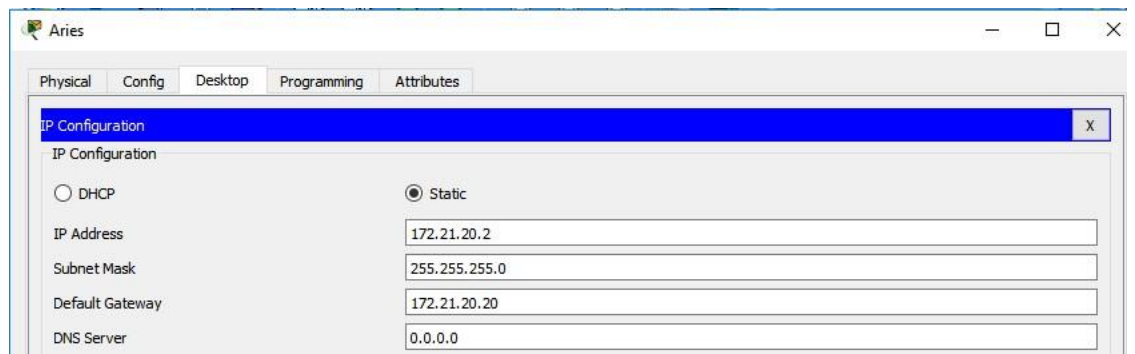 Aries
Physical Config Desktop Programming Attributes
IP Configuration X
IP Configuration
DHCP Static
IP Address 172.21.20.2
Subnet Mask 255.255.255.0
Default Gateway 172.21.20.20
DNS Server 0.0.0.0